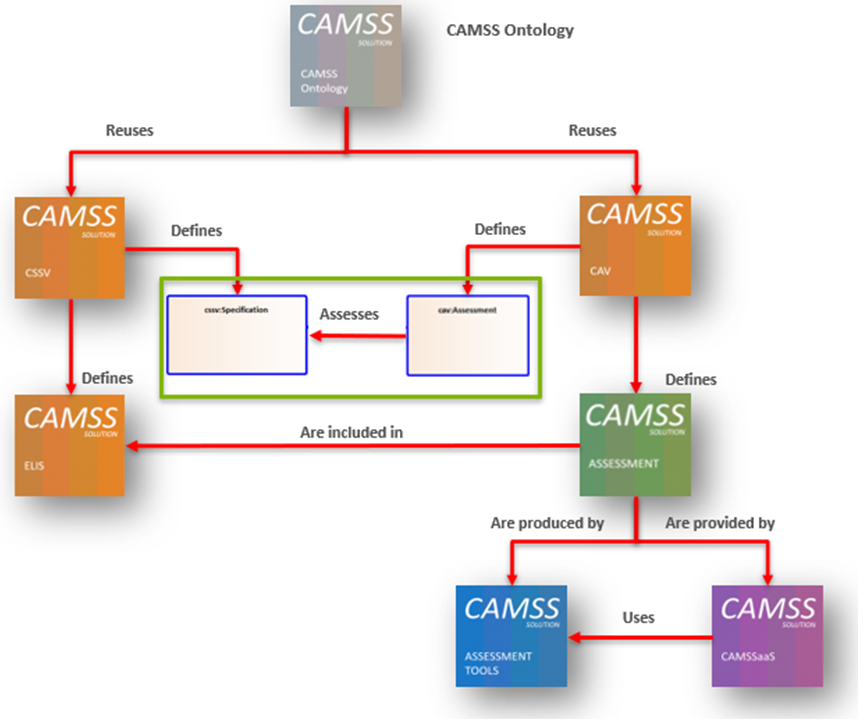 CAMSS
SOLUTION
CAMSS
Ontology
CAMSS Ontology
Reuses
Reuses
CAMSS
SOLUTION
CSSV
Defines
Defines
CAMSS
SOLUTION
CAV
cssv:Specification
Assesses
cav:Assessment
Defines
Defines
CAMSS
SOLUTION
ELIS
Are included in
CAMSS
SOLUTION
ASSESSMENT
Are produced by
Are provided by
CAMSS
SOLUTION
ASSESSMENT
TOOLS
Uses
CAMSS
SOLUTION
CAMSSaaS